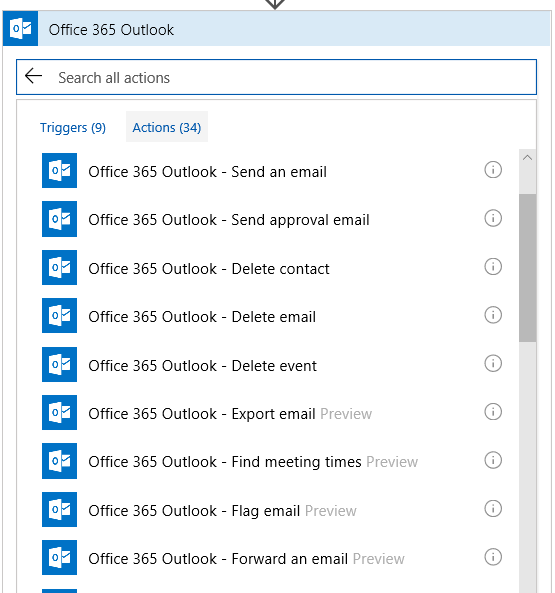 Office 365 Outlook
Search all actions
Triggers (9) Actions (34)
Office 365 Outlook - Send an email
Office 365 Outlook - Send approval email
Office 365 Outlook - Delete contact
Office 365 Outlook - Delete email
Office 365 Outlook - Delete event
Office 365 Outlook - Export email Preview
Office 365 Outlook - Find meeting times Preview
Office 365 Outlook - Flag email Preview
Office 365 Outlook - Forward an email Preview